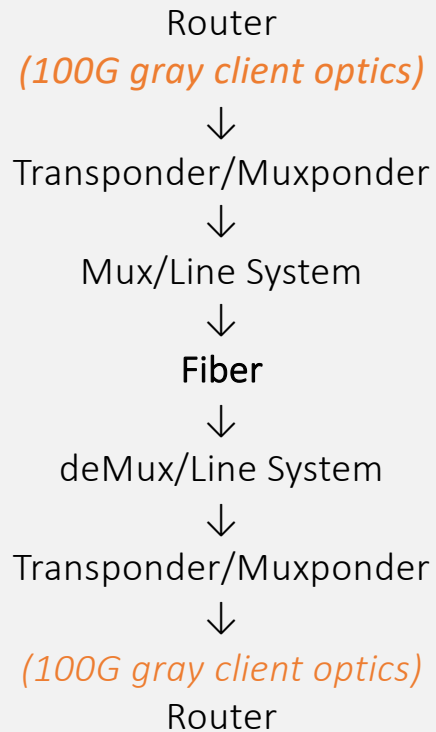 Router
(100G gray client optics)
↓
Transponder/Muxponder
↓
Mux/Line System
↓
Fiber
↓
deMux/Line System
↓
Transponder/Muxponder
↓
(100G gray client optics)
Router